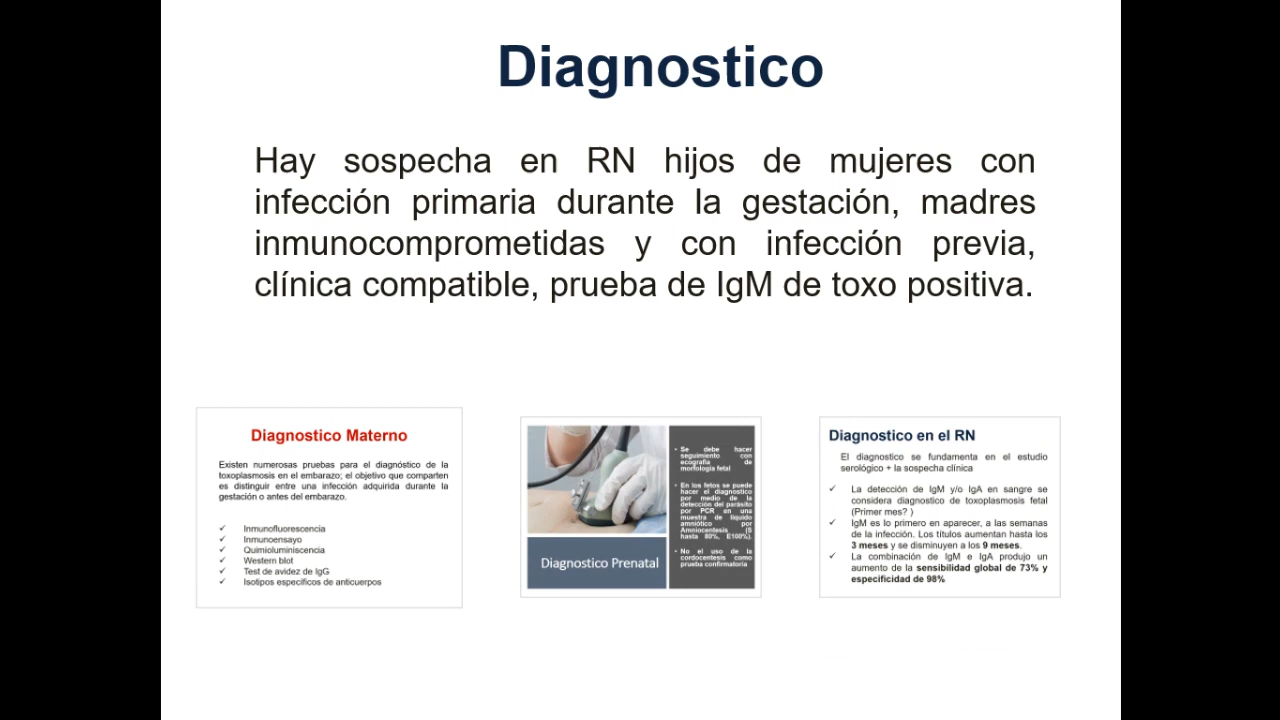 Diagnostico
Hay sospecha en RN hijos de mujeres con
infección primaria durante la gestación, madres
inmunocomprometidas y con infección previa,
clínica compatible, prueba de IgM de toxo positiva.
Diagnostico Materno
Existen numerosas pruebas para el diagnóstico de la
toxoplasmosis en el embarazo; el objetivo que comparten
es distinguir entre una infección adquirida durante la
gestación o antes del embarazo.
✓ Inmunofluorescencia
✓ Inmunoensayo
✓ Quimioluminiscencia
✓ Western blot
✓ Test de avidez de IgG
✓ Isotipos específicos de anticuerpos
Diagnostico Prenatal
• Se debe hacer
seguimiento con
ecografía de
morfología fetal
• En los fetos se puede
hacer el diagnostico
por medio de la
detección del parásito
por PCR en una
muestra de líquido
amniótico por
Amniocentesis (S
hasta 80%, E100%).
• No el uso de la
cordocentesis como
prueba confirmatoria
Diagnostico en el RN
El diagnostico se fundamenta en el estudio
serológico + la sospecha clínica
✓ La detección de IgM y/o IgA en sangre se
considera diagnostico de toxoplasmosis fetal
(Primer mes? )
✓ IgM es lo primero en aparecer, a las semanas
de la infección. Los títulos aumentan hasta los
3 meses y se disminuyen a los 9 meses.
✓ La combinación de IgM e IgA produjo un
aumento de la sensibilidad global de 73% y
especificidad de 98%